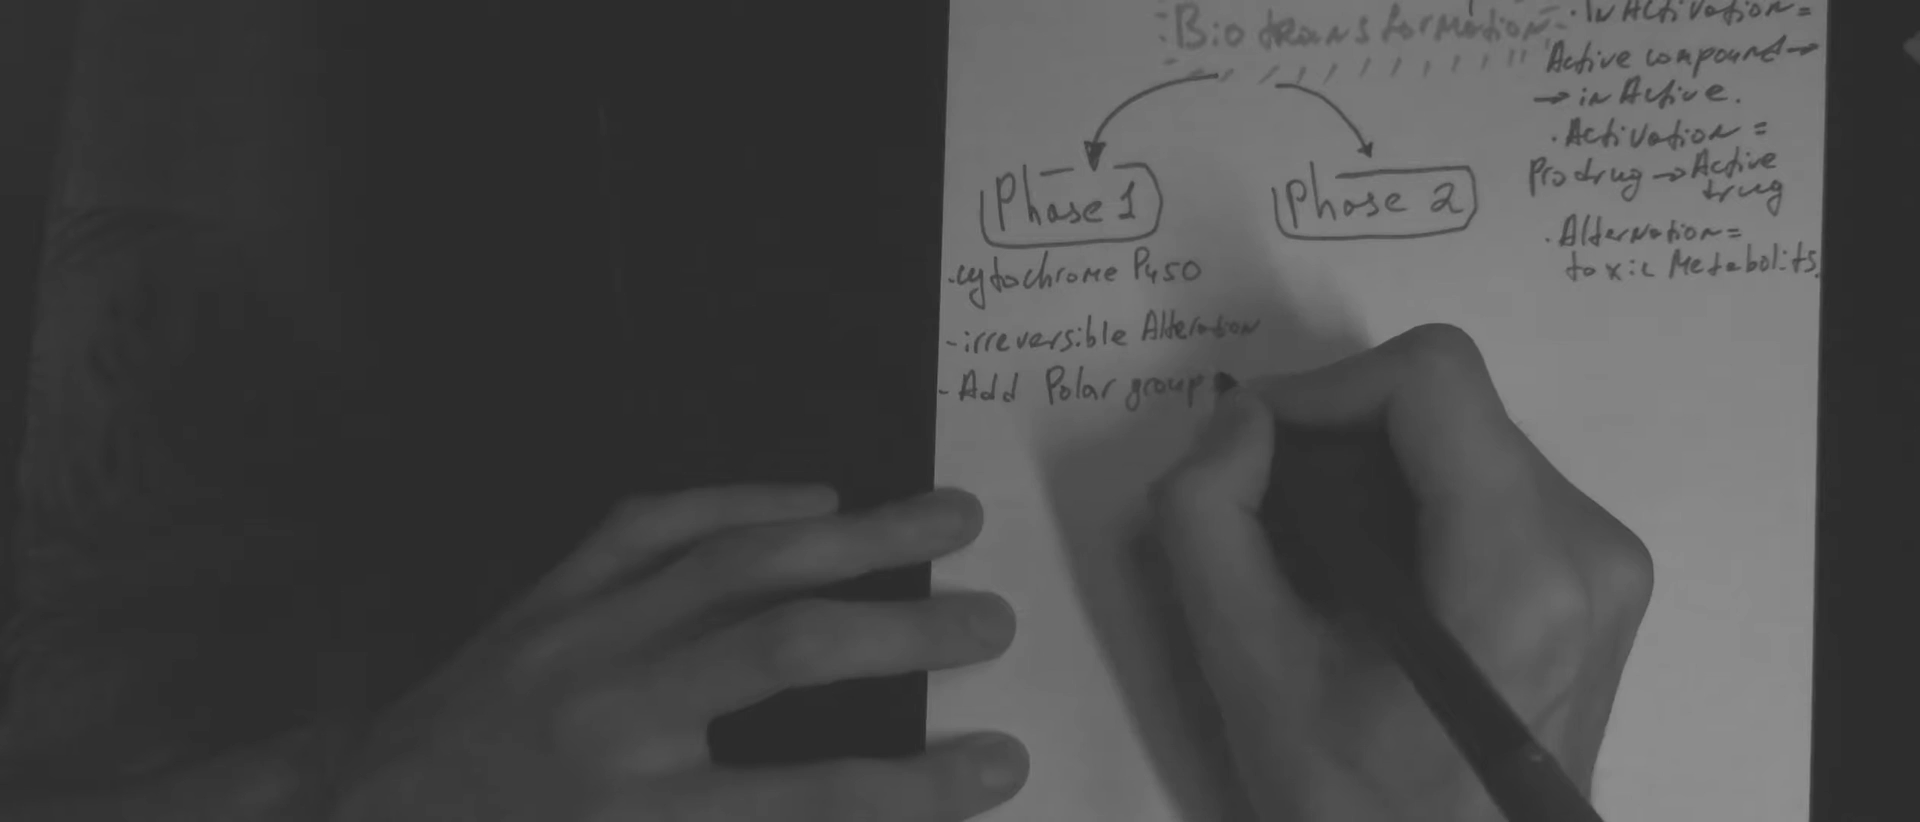 Biotransformation
Phase 1
-cytochrome P450
-irreversible Alteration
-Add Polar group
Phase 2
·InActivation=
Active compound→
→inActive.
·Activation=
Prodrug→Active
drug
·Alternation=
toxic Metabolits.